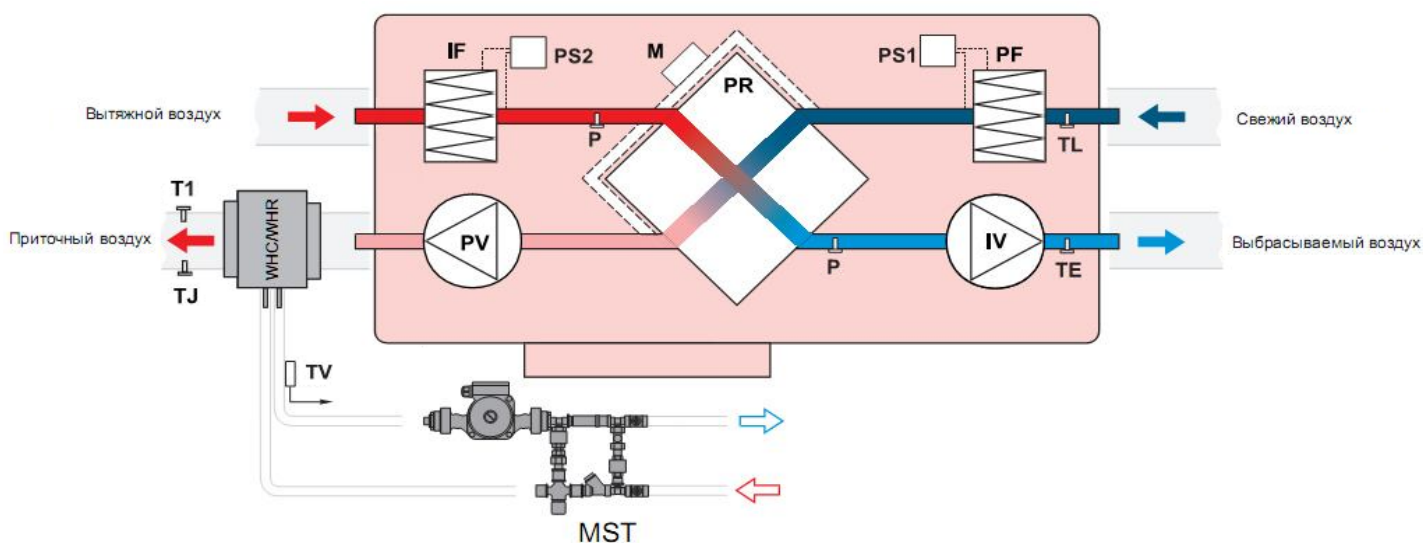 IF
PS2
M
PR
PS1
PF
Вытяжной воздух
P
TL
Свежий воздух
T1
Приточный воздух
TJ
WHC/WHR
PV
P
IV
TE
Выбрасываемый воздух
TV
MST